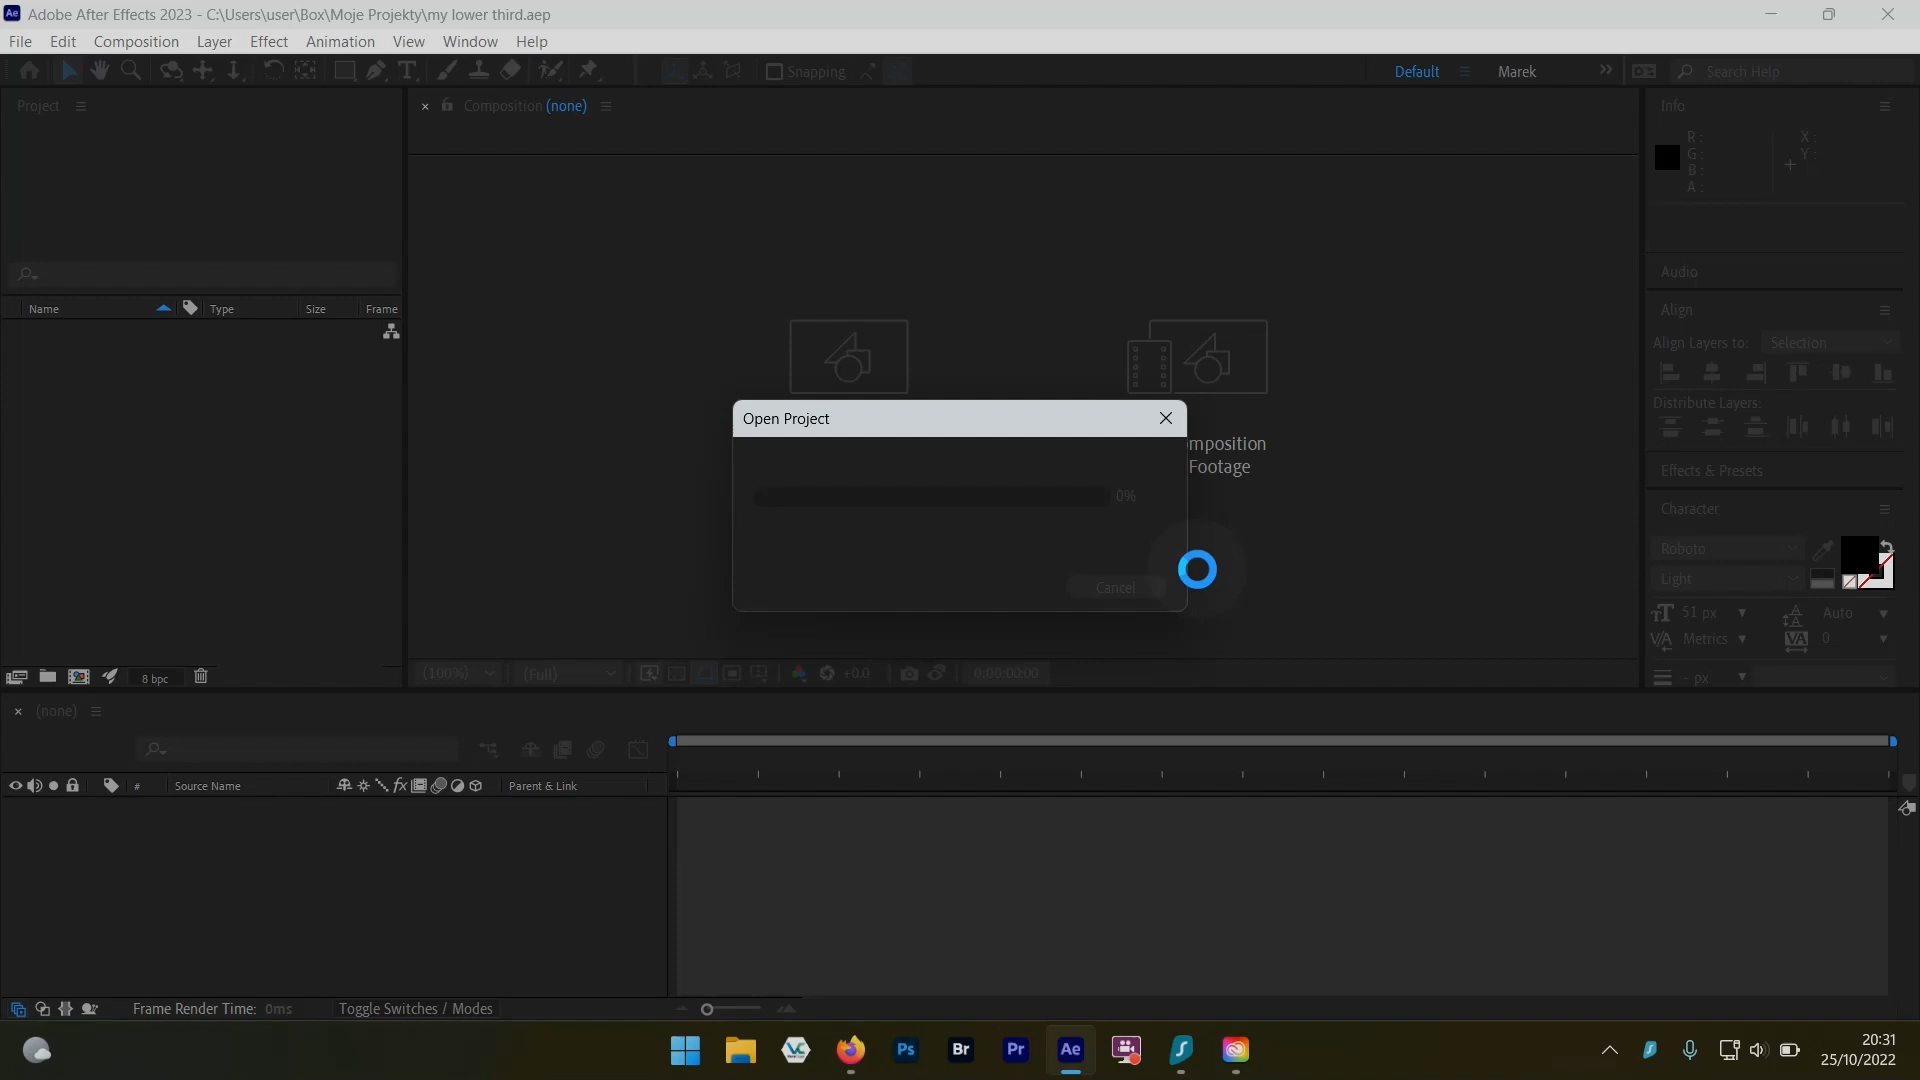 Ae Adobe After Effects 2023 - C:\Users\user\Box\Moje Projekty\my lower third.aep
File Edit Composition Layer Effect Animation View Window Help
T Snapping Default Marek Search Help
Project
Composition (none)
Info
R :
G :
B :
A :
X :
Y :
Audio
Name Type Size Frame
Align
Align Layers to: Selection
Distribute Layers:
Open Project
omposition
Footage
0%
Cancel
Effects & Presets
Character
Roboto
Light
51 px Auto
Metrics 0
- px
8 bpc
(100%) (Full) +0.0 0:00:00:00
(none)
# Source Name fx Parent & Link
Frame Render Time: 0ms Toggle Switches / Modes
Ps Br Pr Ae
20:31
25/10/2022